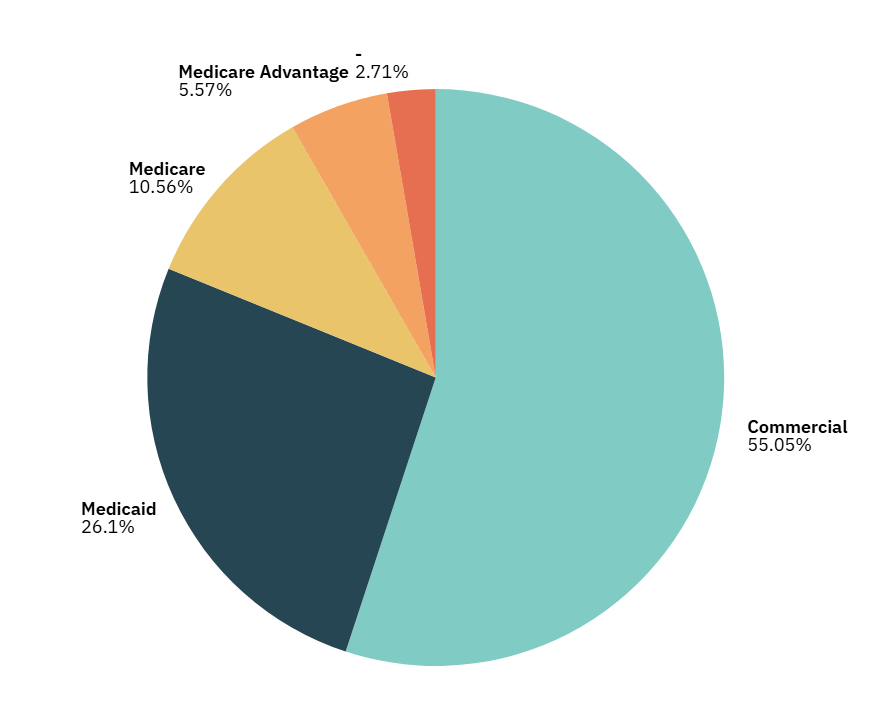 -
2.71%
Medicare Advantage
5.57%
Medicare
10.56%
Commercial
55.05%
Medicaid
26.1%